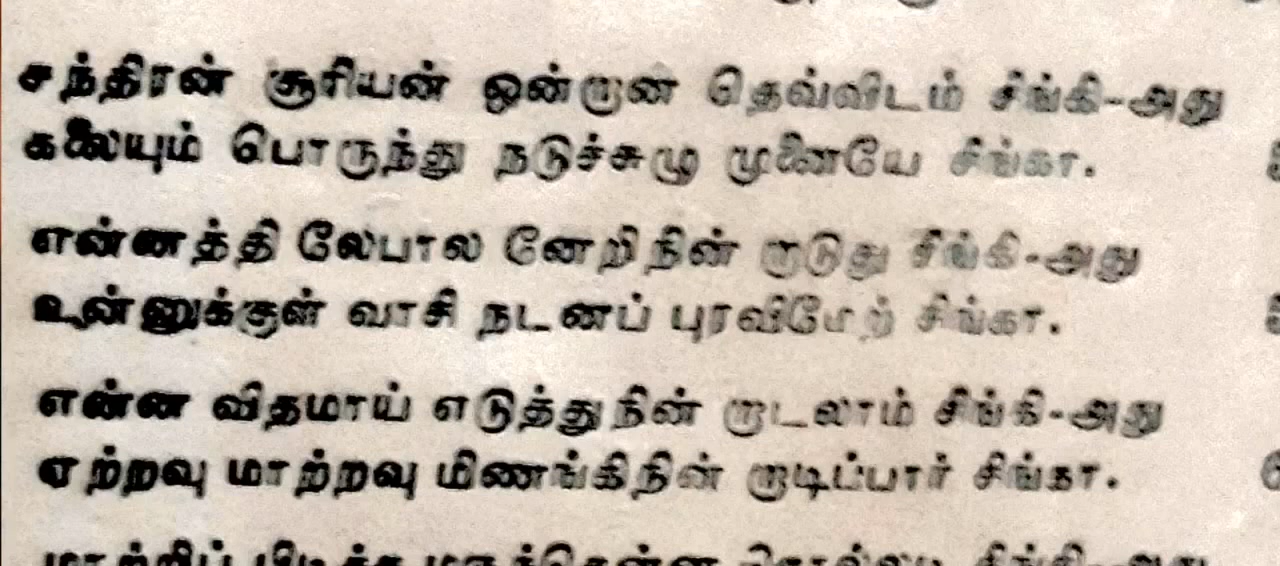 சந்திரன் சூரியன் ஒன்றான தெவ்விடம் சிங்கி-அது
கலையும் பொருந்து நடுச்சுழு முனையே சிங்கா.
என்னத்தி லேபால னேறிநின் றாடுது சிங்கி-அது
உன்னுக்குள் வாசி நடனப் புரவிமேற் சிங்கா.
என்ன விதமாய் எடுத்துநின் றாடலாம் சிங்கி-அது
ஏற்றவு மாற்றவு மிணங்கிநின் றாடிப்பார் சிங்கா.